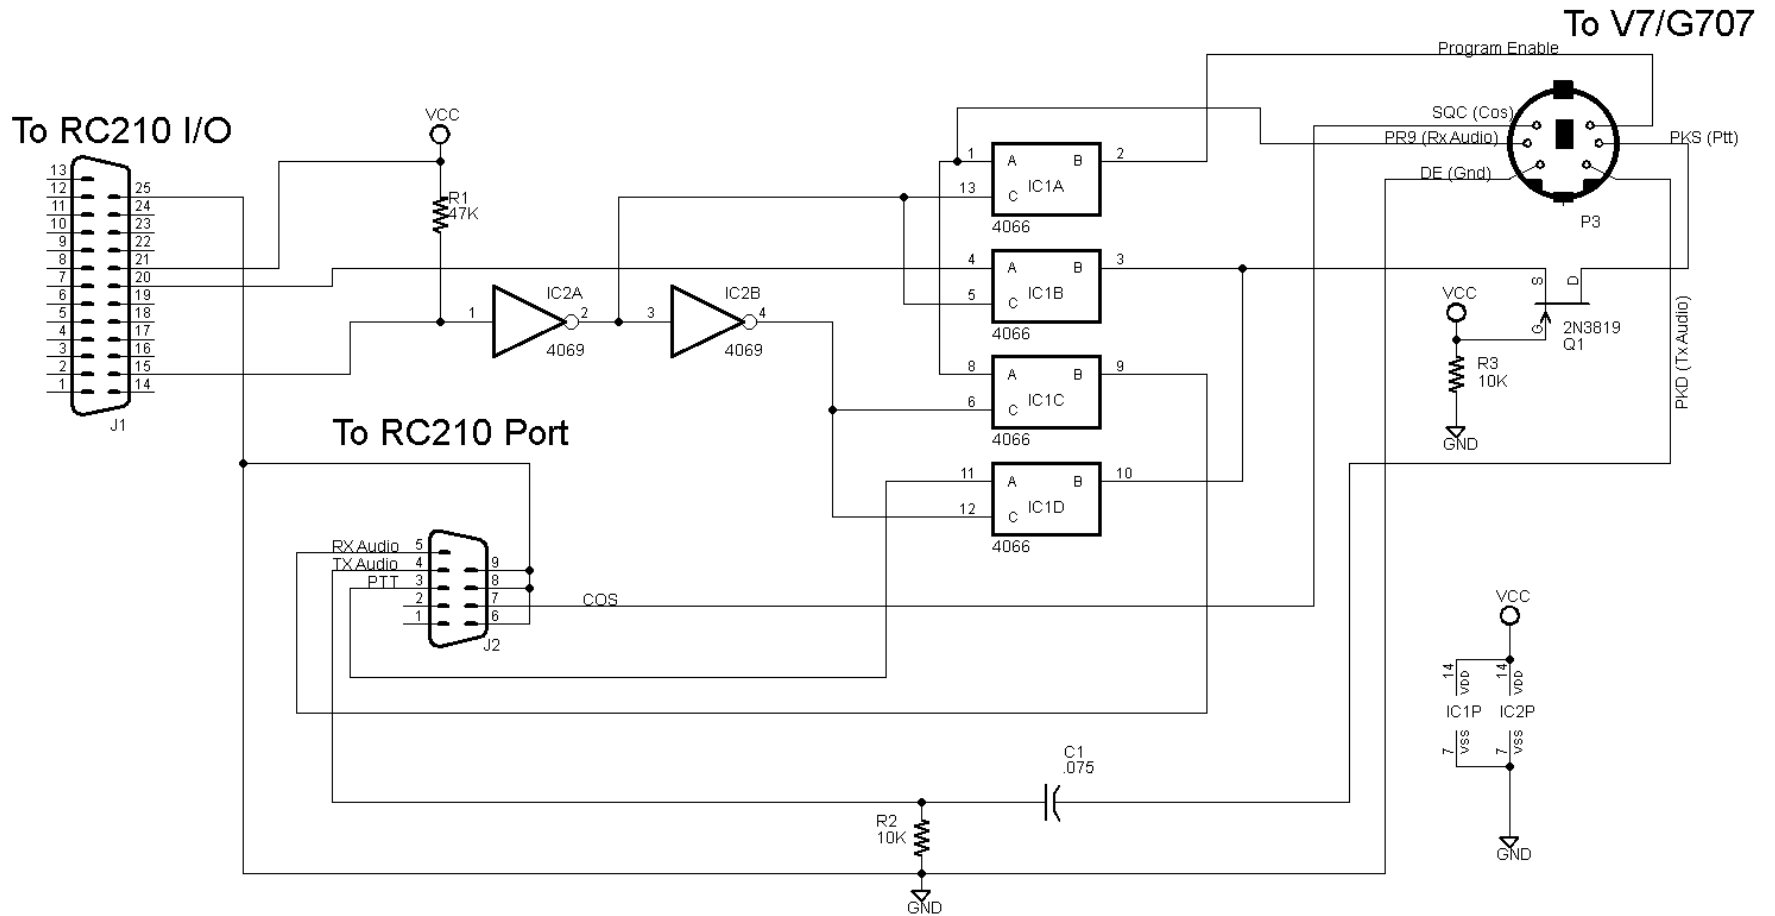 To V7/G707
Program Enable
To RC210 I/O
VCC
SQC (Cos)
PR9 (Rx Audio)
PKS (Ptt)
DE (Gnd)
P3
13
12
11
10
9
8
7
6
5
4
3
2
1
25
24
23
22
21
20
19
18
17
16
15
14
J1
R1
47K
1
IC2A
2
4069
3
IC2B
4
4069
1
A
B
2
13
C
IC1A
4066
4
A
B
3
5
C
IC1B
4066
8
A
B
9
6
C
IC1C
4066
11
A
B
10
12
C
IC1D
4066
VCC
S
D
G
2N3819
Q1
R3
10K
GND
PKD (Tx Audio)
To RC210 Port
RX Audio
TX Audio
PTT
5
4
3
2
1
9
8
7
6
COS
J2
VCC
14
VDD
14
VDD
IC1P
IC2P
7
VSS
7
VSS
GND
C1
.075
R2
10K
GND